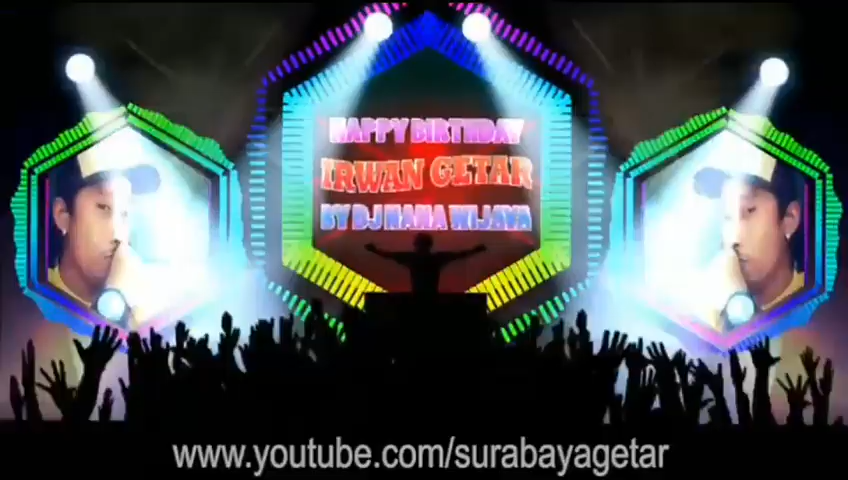 HAPPY BIRTHDAY
IRWAN GETAR
BY DJ NANA WIJAYA
www.youtube.com/surabayagetar